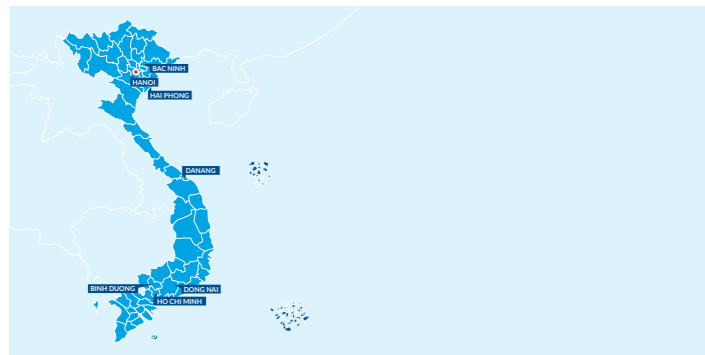 BAC NINH
HANOI
HAI PHONG
DANANG
BINH DUONG
DONG NAI
HO CHI MINH